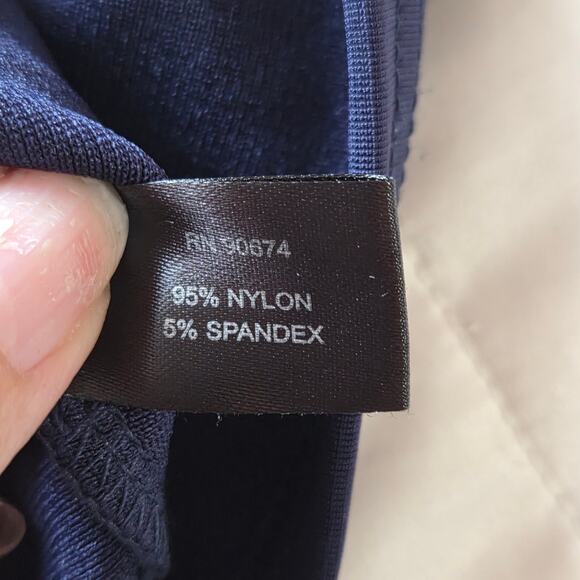 RN 90674
95% NYLON
5% SPANDEX